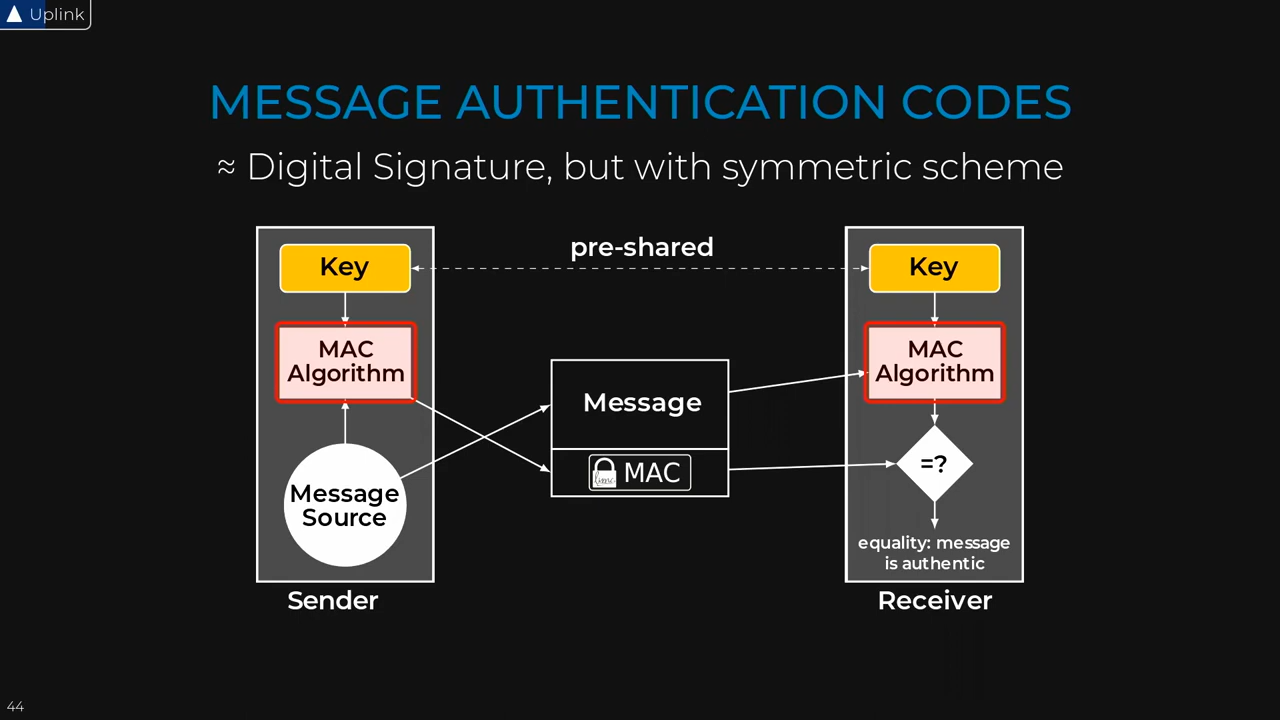 Uplink
MESSAGE AUTHENTICATION CODES
≈ Digital Signature, but with symmetric scheme
pre-shared
Key
MAC
Algorithm
Message
Source
Sender
Message
MAC
Key
MAC
Algorithm
=?
equality: message
is authentic
Receiver
44